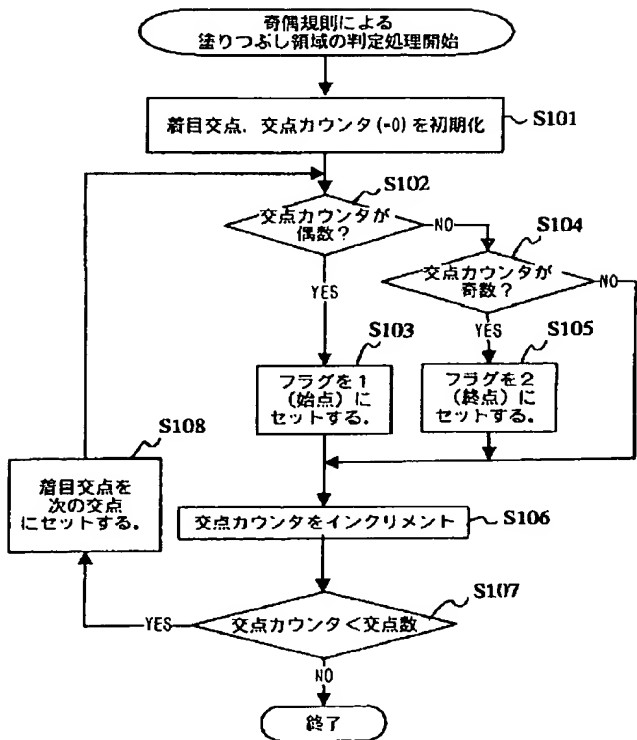 奇偶規則による
塗りつぶし領域の判定処理開始
着目交点、交点カウンタ(-0)を初期化
S101
S102
交点カウンタが
偶数?
NO
S104
交点カウンタが
奇数?
NO
YES
YES
S103
フラグを1
(始点)に
セットする。
S105
フラグを2
(終点)に
セットする。
S108
着目交点を
次の交点
にセットする。
交点カウンタをインクリメント
S106
S107
交点カウンタ<交点数
YES
NO
終了